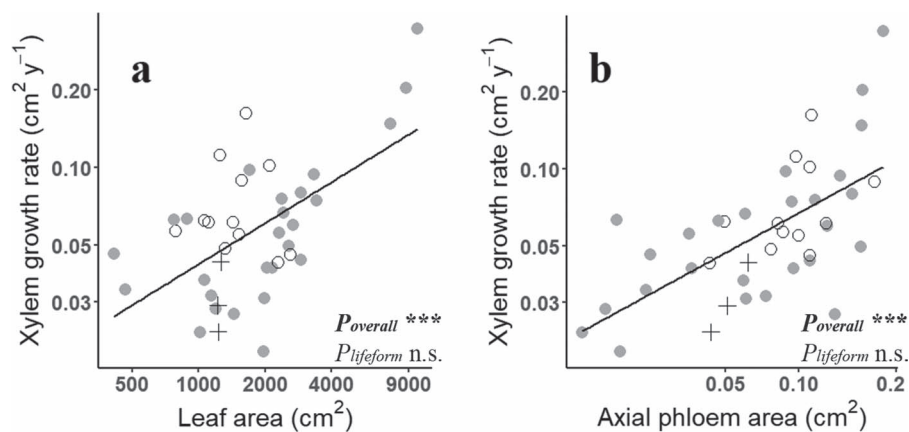 a
Xylem growth rate (cm² y⁻¹)
0.20
0.10
0.05
0.03
Poverall ***
Plifeform n.s.
500
1000
2000
4000
9000
Leaf area (cm²)
b
Xylem growth rate (cm² y⁻¹)
0.20
0.10
0.05
0.03
Poverall ***
Plifeform n.s.
0.05
0.10
0.2
Axial phloem area (cm²)